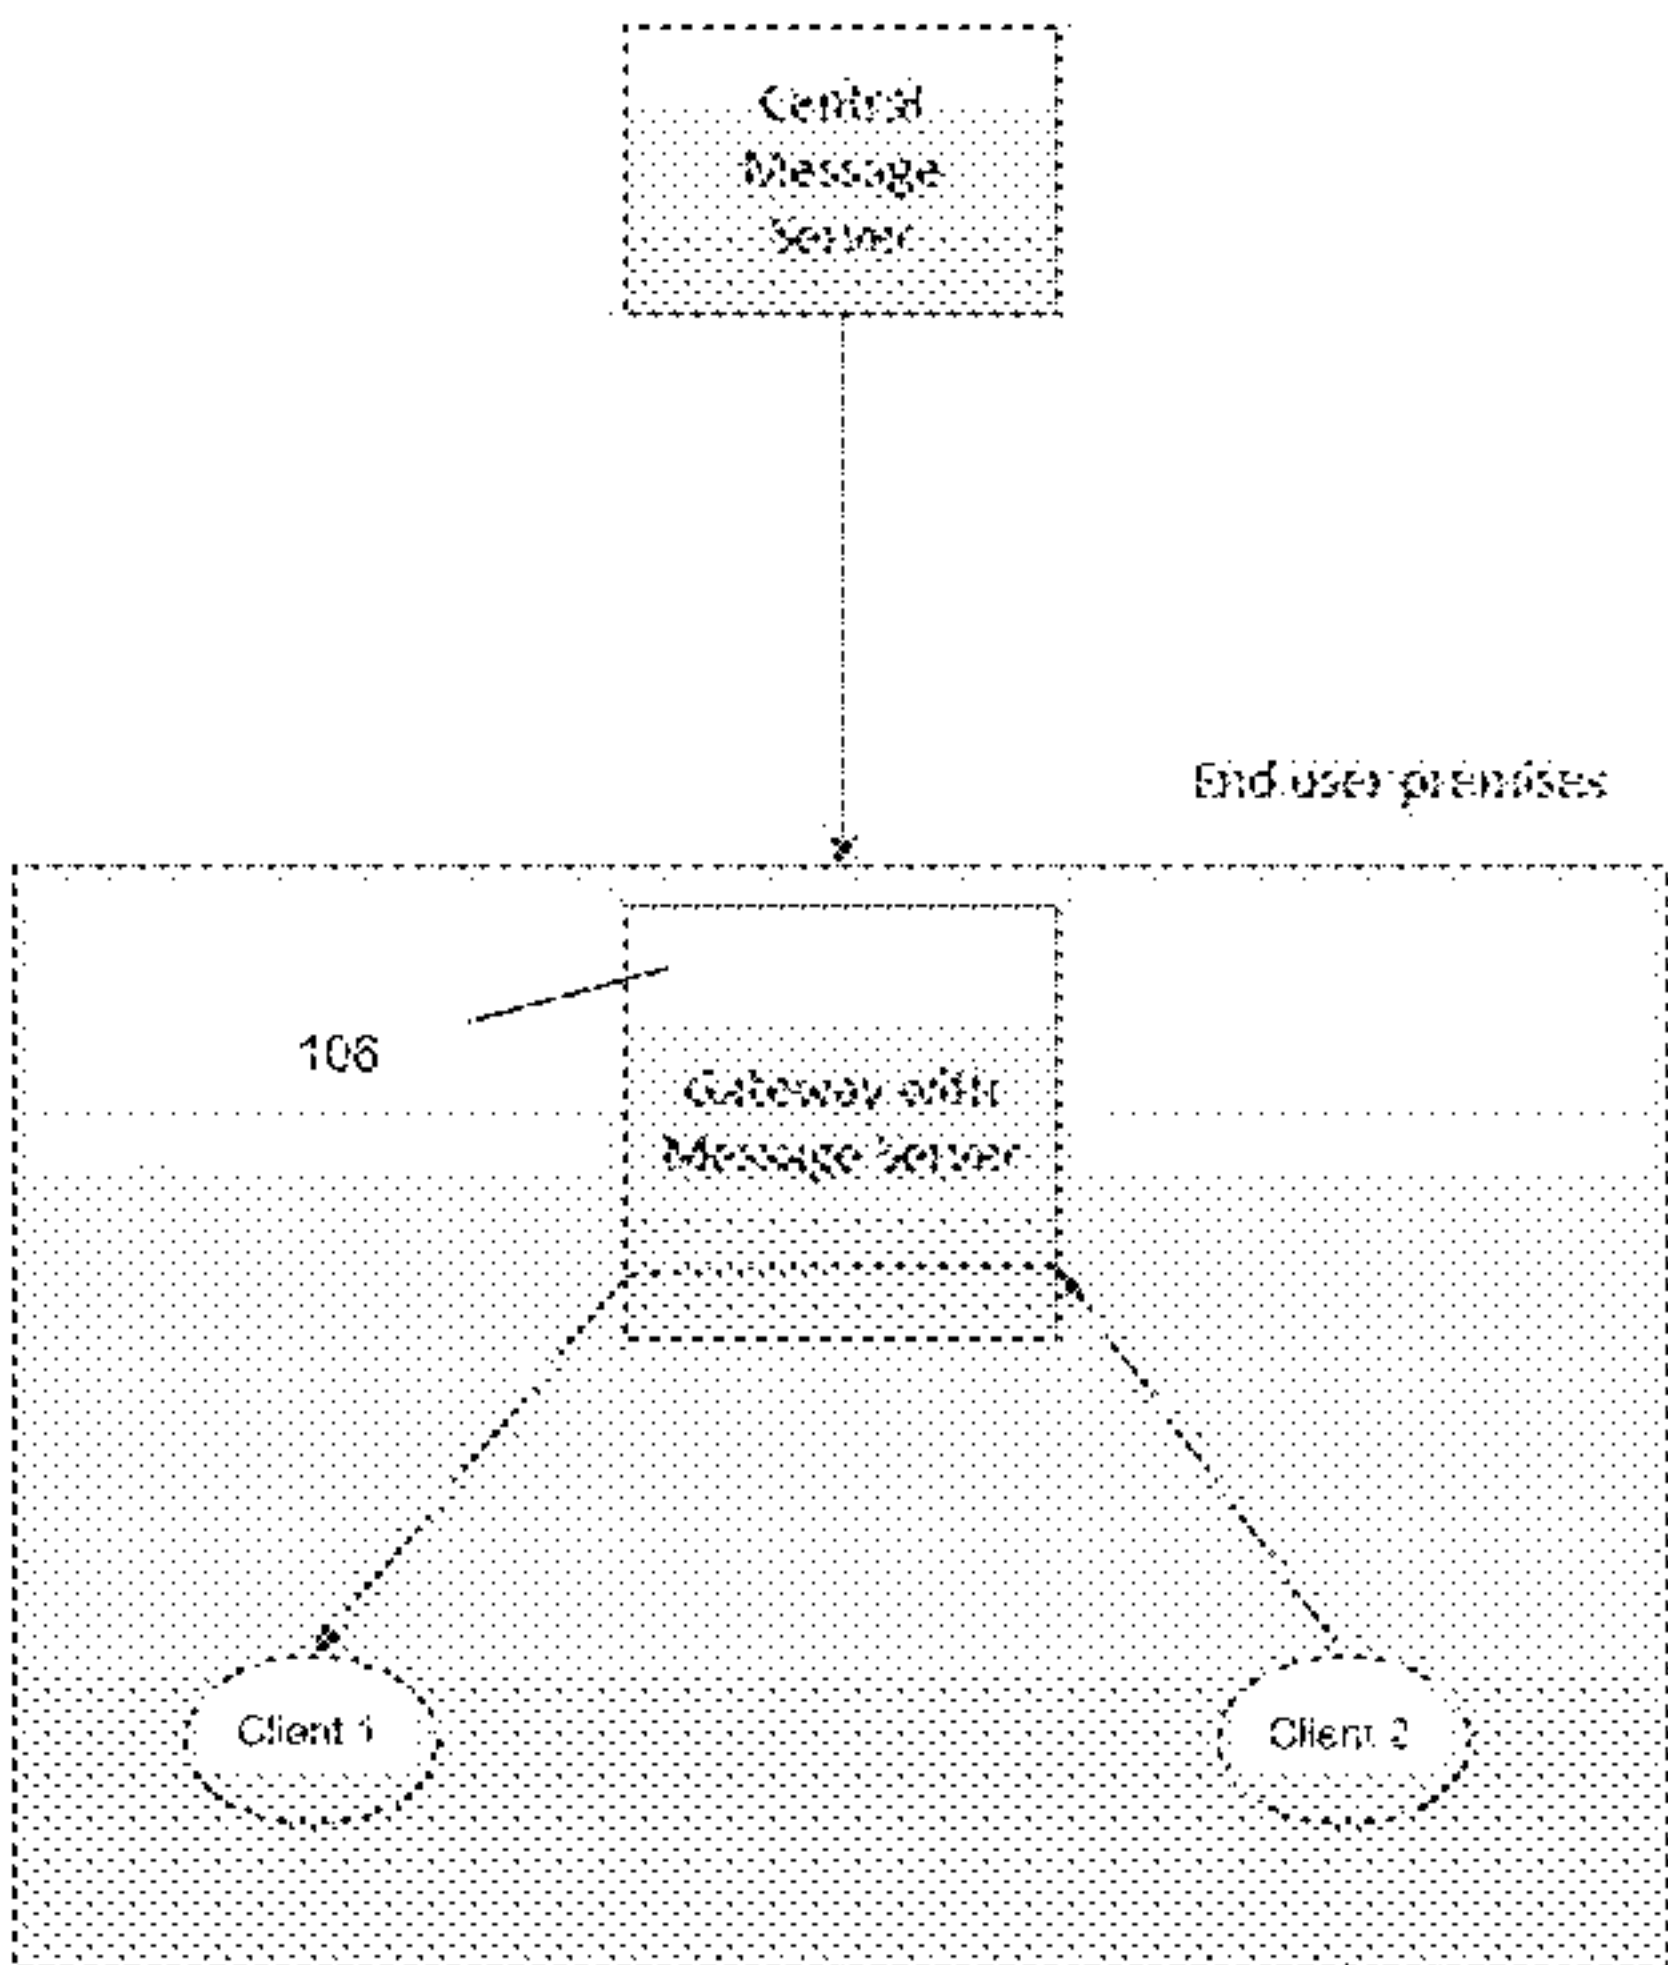 Central
Message
Server
End user premises
106
Gateway with
Message Server
Client 1
Client 2